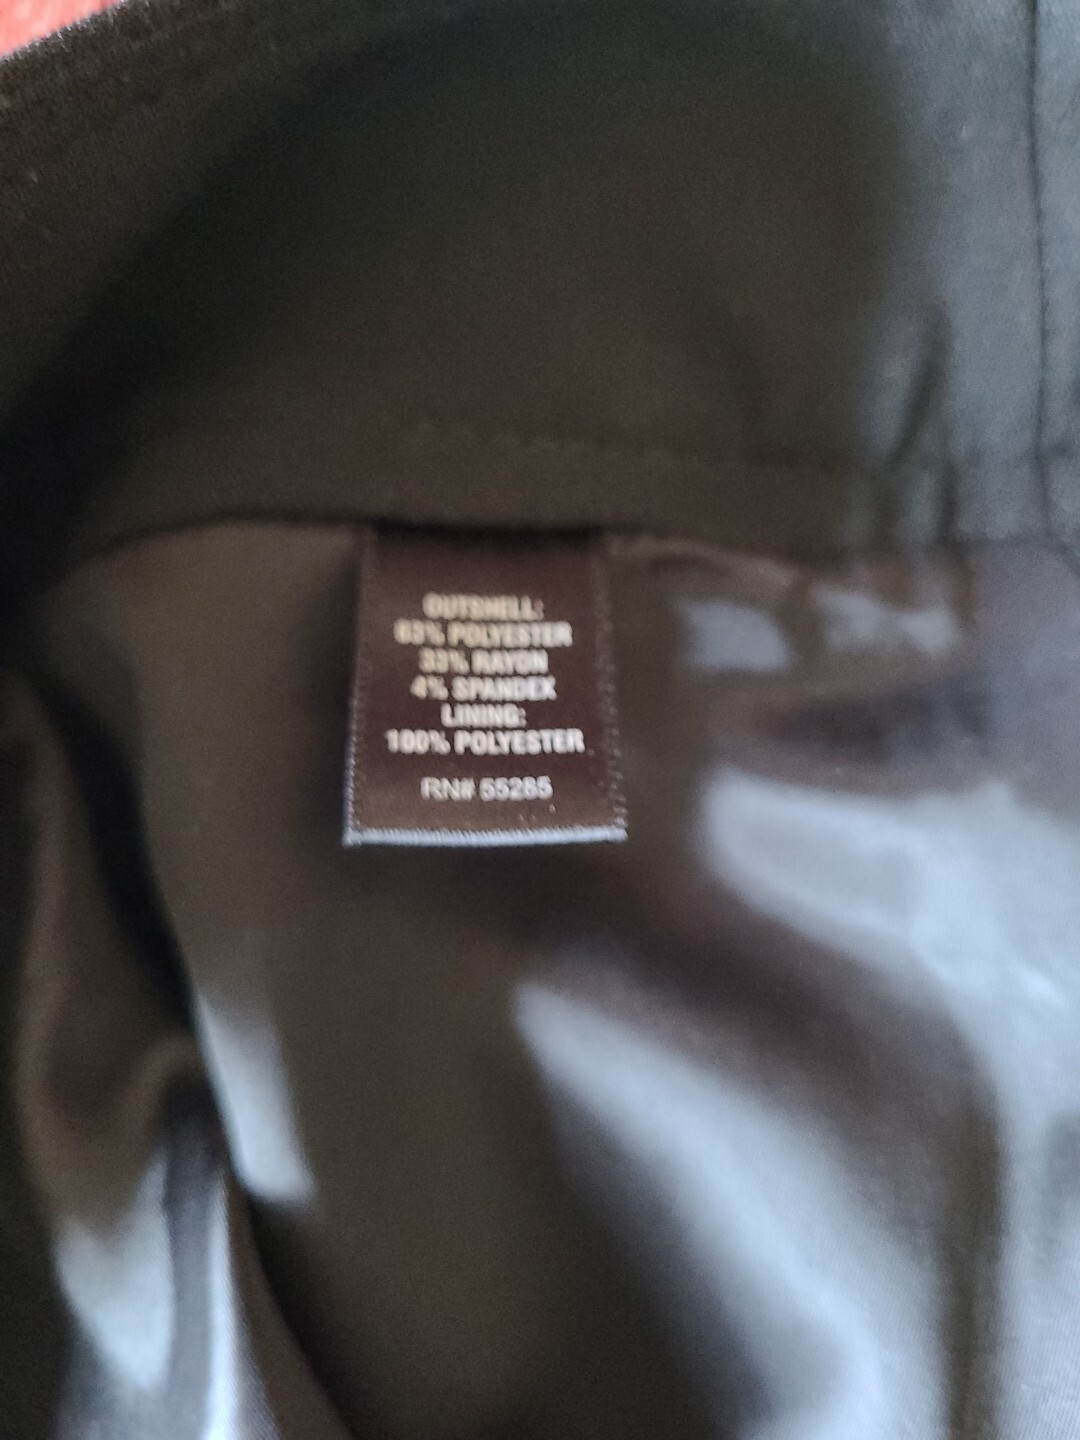 OUTSHELL:
63% POLYESTER
33% RAYON
4% SPANDEX
LINING:
100% POLYESTER
RN# 55285